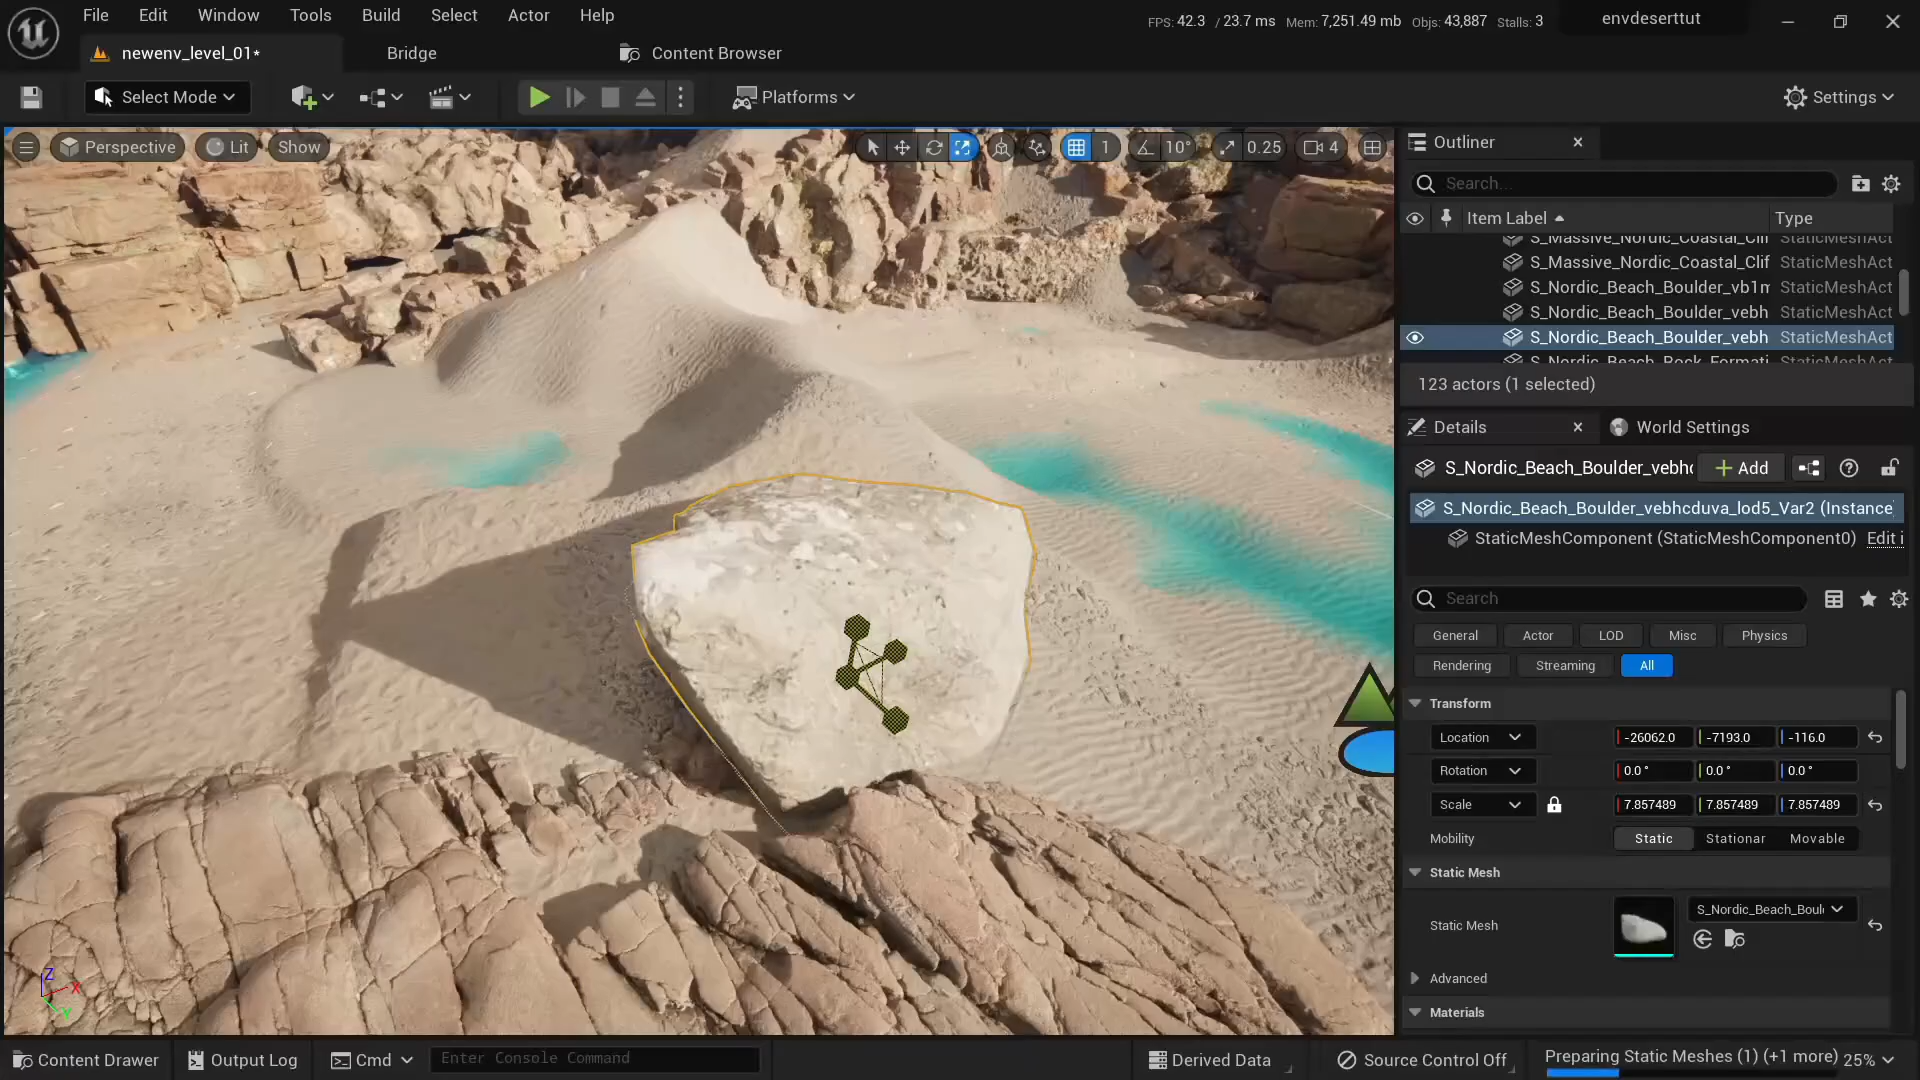 File Edit Window Tools Build Select Actor Help
FPS: 42.3 / 23.7 ms Mem: 7,251.49 mb Objs: 43,887 Stalls: 3
envdeserttut
newenv_level_01*
Bridge
Content Browser
Select Mode
Platforms
Settings
Perspective
Lit
Show
1
10°
0.25
4
Outliner
Search...
Item Label
Type
S_Massive_Nordic_Coastal_Clif StaticMeshAct
S_Massive_Nordic_Coastal_Clif StaticMeshAct
S_Nordic_Beach_Boulder_vb1m StaticMeshAct
S_Nordic_Beach_Boulder_vebh StaticMeshAct
S_Nordic_Beach_Boulder_vebh StaticMeshAct
S_Nordic_Beach_Rock_Formati StaticMeshAct
123 actors (1 selected)
Details
World Settings
S_Nordic_Beach_Boulder_vebhc
Add
S_Nordic_Beach_Boulder_vebhcduva_lod5_Var2 (Instance)
StaticMeshComponent (StaticMeshComponent0) Edit i
Search
General Actor LOD Misc Physics
Rendering Streaming All
Transform
Location -26062.0 -7193.0 -116.0
Rotation 0.0 ° 0.0 ° 0.0 °
Scale 7.857489 7.857489 7.857489
Mobility Static Stationar Movable
Static Mesh
Static Mesh S_Nordic_Beach_Boul
Advanced
Materials
Z
X
Y
Content Drawer
Output Log
Cmd
Enter Console Command
Derived Data
Source Control Off
Preparing Static Meshes (1) (+1 more) 25%